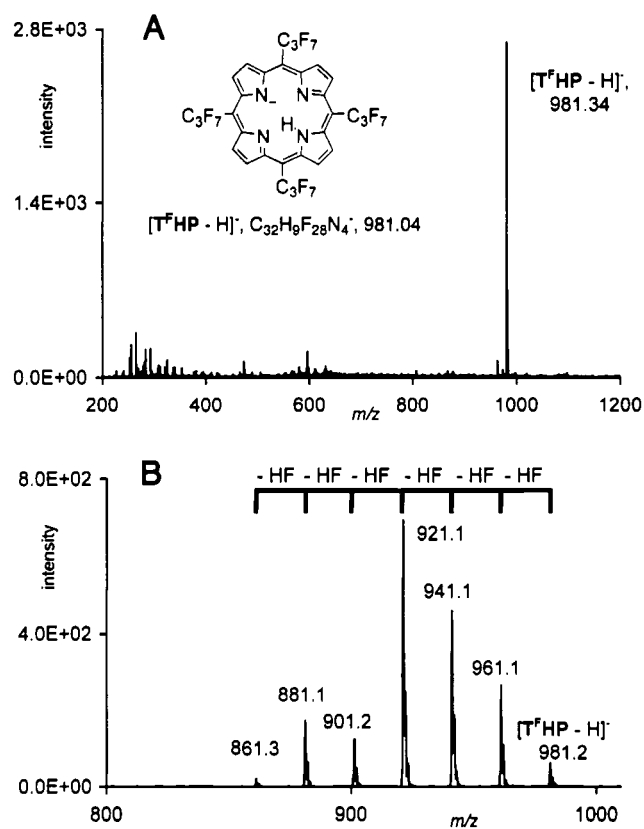 2.8E+03
A
C₃F₇
N
–
N
C₃F₇
H
C₃F₇
N
N
C₃F₇
[TᶠHP - H]⁻,
981.34
intensity
1.4E+03
[TᶠHP - H]⁻, C₃₂H₉F₂₈N₄⁻, 981.04
0.0E+00
200
400
600
800
1000
1200
m/z
B
8.0E+02
- HF
- HF
- HF
- HF
- HF
- HF
921.1
intensity
941.1
4.0E+02
961.1
881.1
901.2
[TᶠHP - H]⁻
861.3
981.2
0.0E+00
800
900
1000
m/z